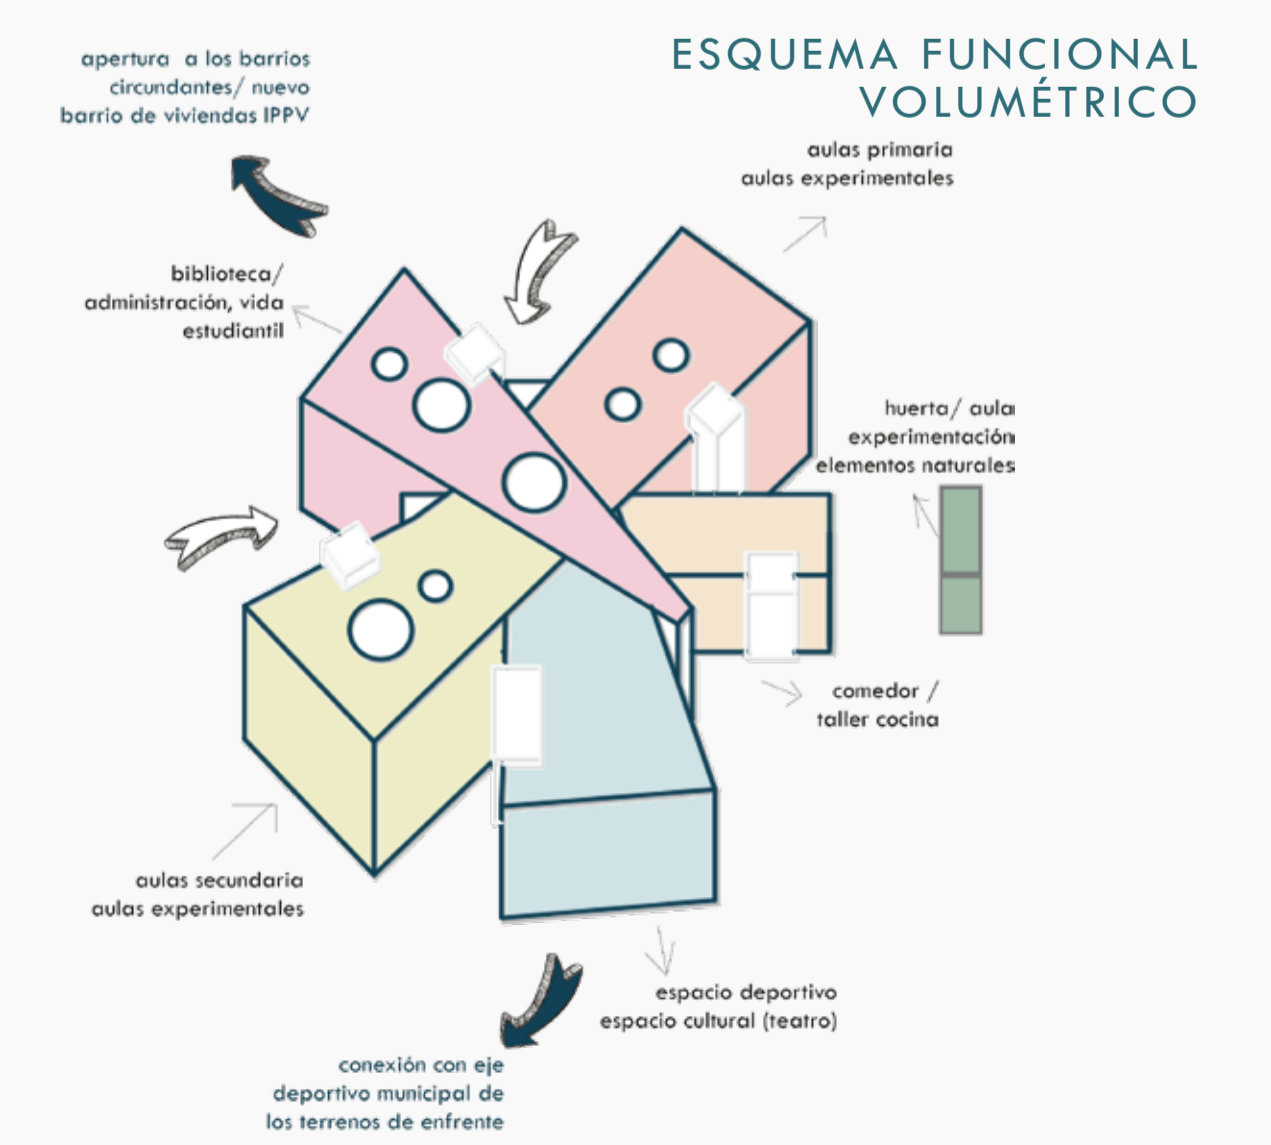 ESQUEMA FUNCIONAL
VOLUMÉTRICO
apertura a los barrios
circundantes/ nuevo
barrio de viviendas IPPV
aulas primaria
aulas experimentales
biblioteca/
administración, vida
estudiantil
huerta/ aula
experimentación
elementos naturales
comedor /
taller cocina
aulas secundaria
aulas experimentales
espacio deportivo
espacio cultural (teatro)
conexión con eje
deportivo municipal de
los terrenos de enfrente